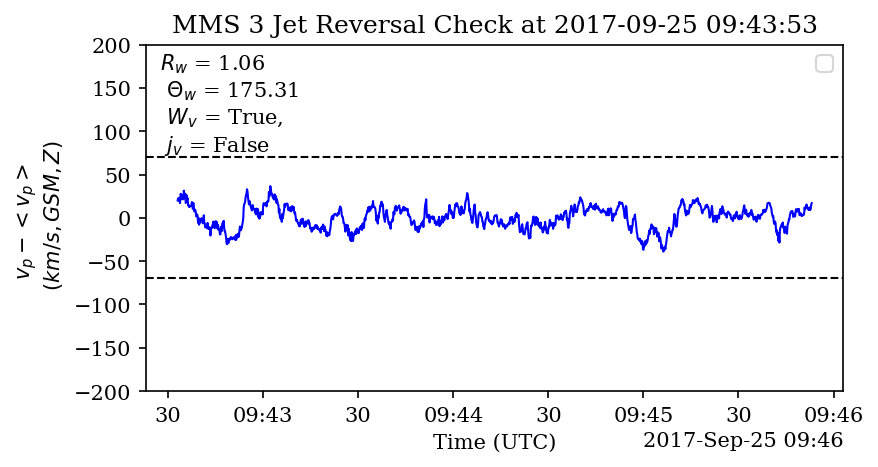 MMS 3 Jet Reversal Check at 2017-09-25 09:43:53
200
150
100
50
0
−50
−100
−150
−200
v_p − < v_p >
(km/s, GSM, Z)
R_w = 1.06
Θ_w = 175.31
W_v = True,
j_v = False
30 09:43 30 09:44 30 09:45 30 09:46
Time (UTC) 2017-Sep-25 09:46